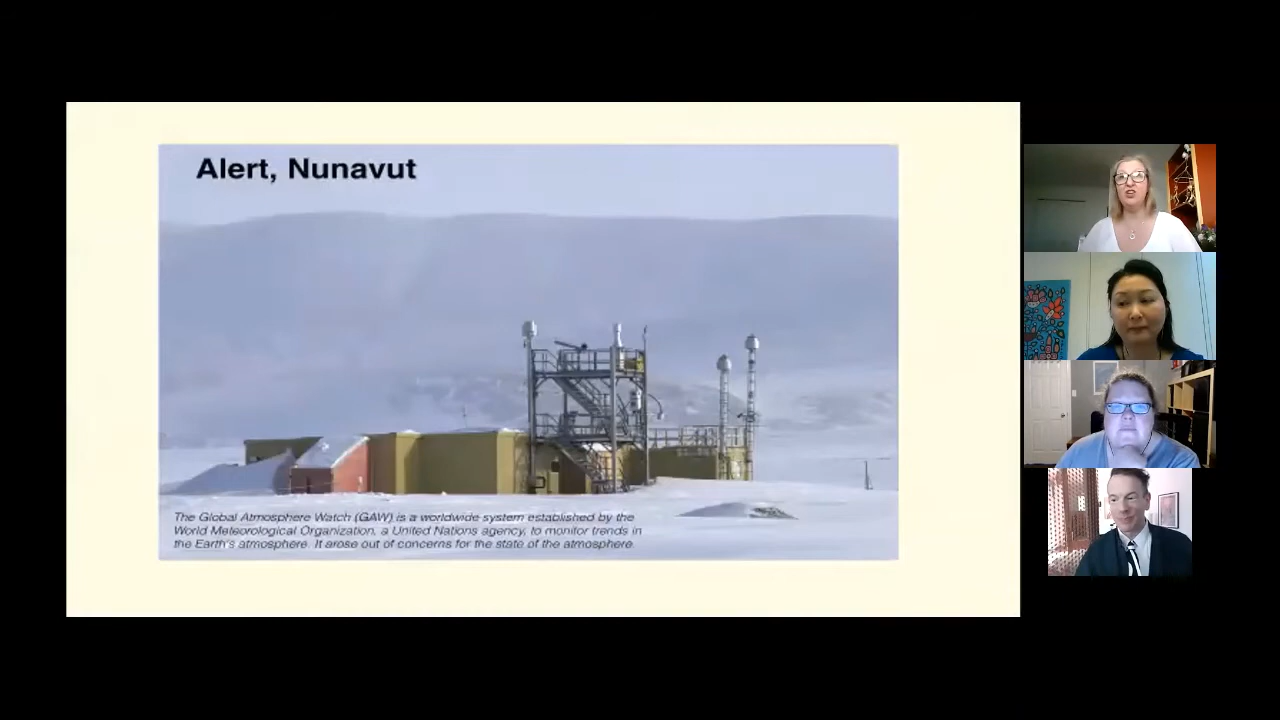 Alert, Nunavut
The Global Atmosphere Watch (GAW) is a worldwide system established by the
World Meteorological Organization, a United Nations agency, to monitor trends in
the Earth's atmosphere. It arose out of concerns for the state of the atmosphere.